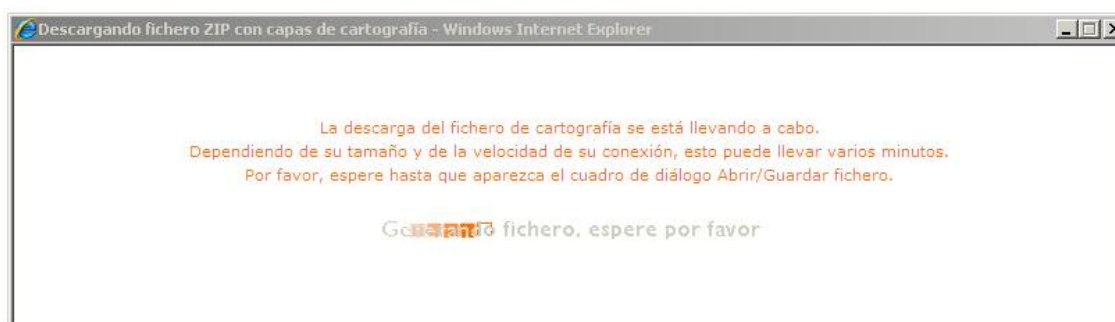 Descargando fichero ZIP con capas de cartografía - Windows Internet Explorer
La descarga del fichero de cartografía se está llevando a cabo.
Dependiendo de su tamaño y de la velocidad de su conexión, esto puede llevar varios minutos.
Por favor, espere hasta que aparezca el cuadro de diálogo Abrir/Guardar fichero.
Generando fichero, espere por favor